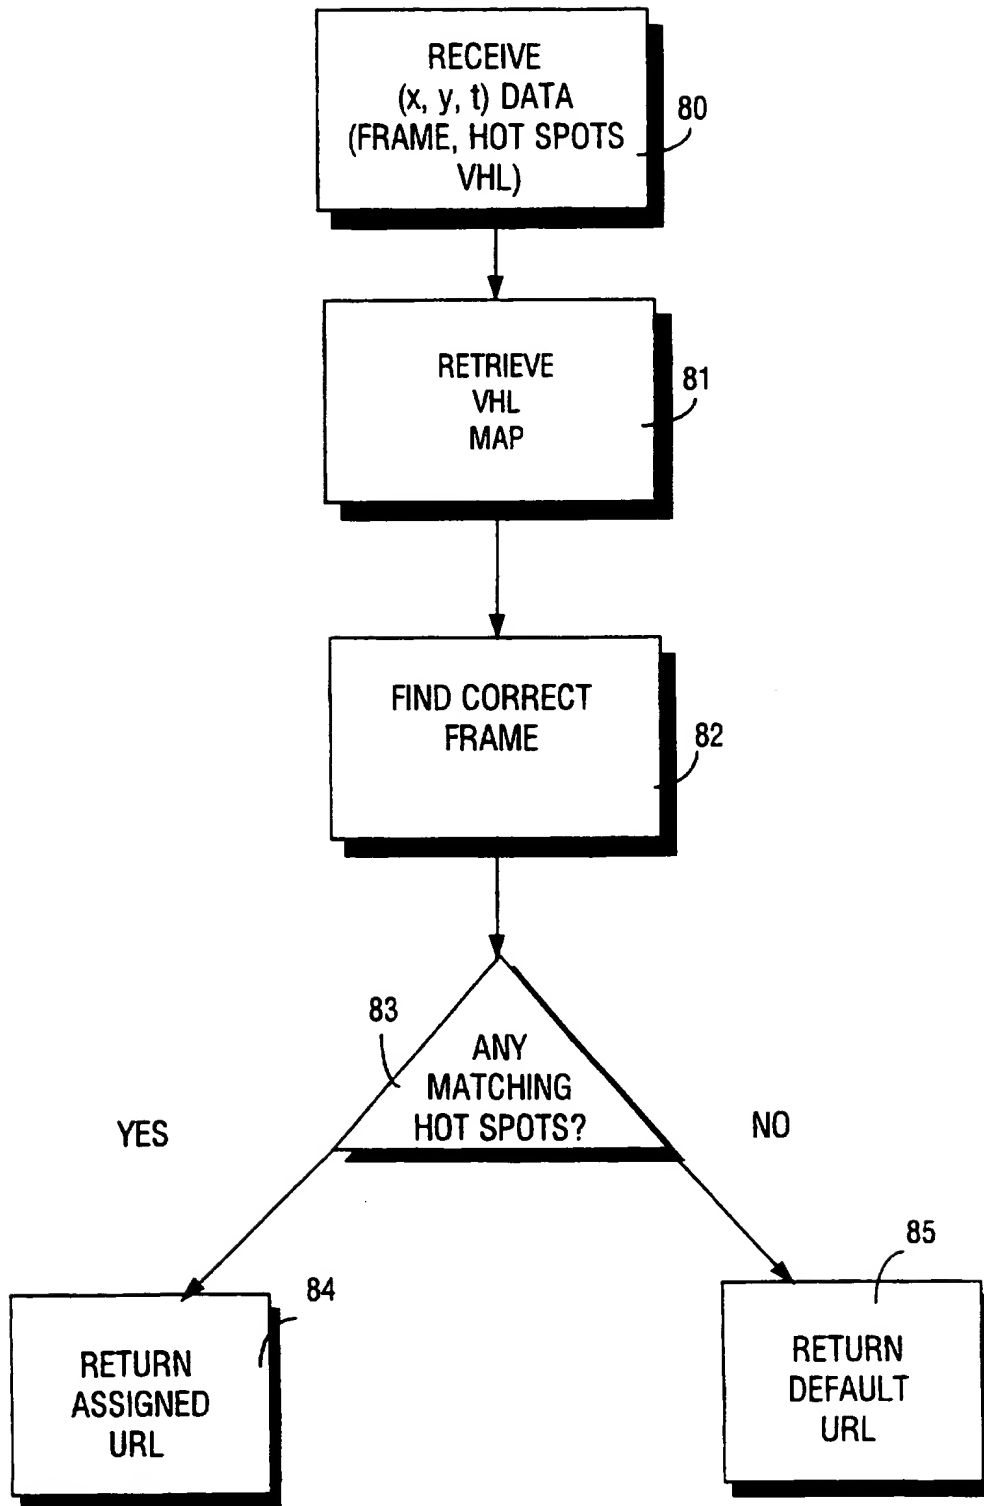 RECEIVE
(x, y, t) DATA
(FRAME, HOT SPOTS
VHL)
80
RETRIEVE
VHL
MAP
81
FIND CORRECT
FRAME
82
83
ANY
MATCHING
HOT SPOTS?
YES
NO
84
RETURN
ASSIGNED
URL
85
RETURN
DEFAULT
URL